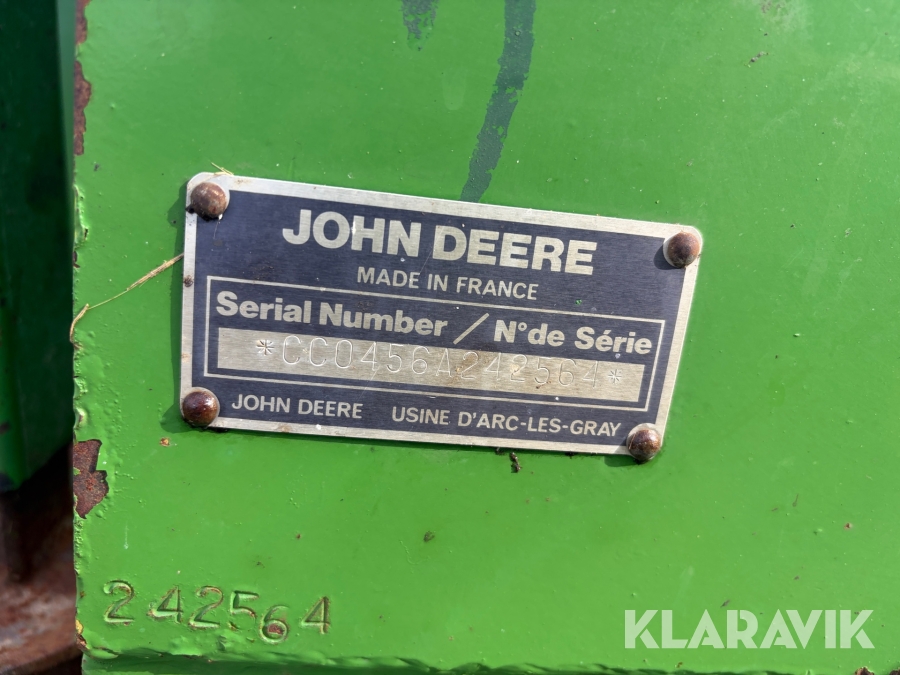 JOHN DEERE
MADE IN FRANCE
Serial Number / N° de Série
*CC0456A242564*
JOHN DEERE USINE D'ARC-LES-GRAY
242564
KLARAVIK